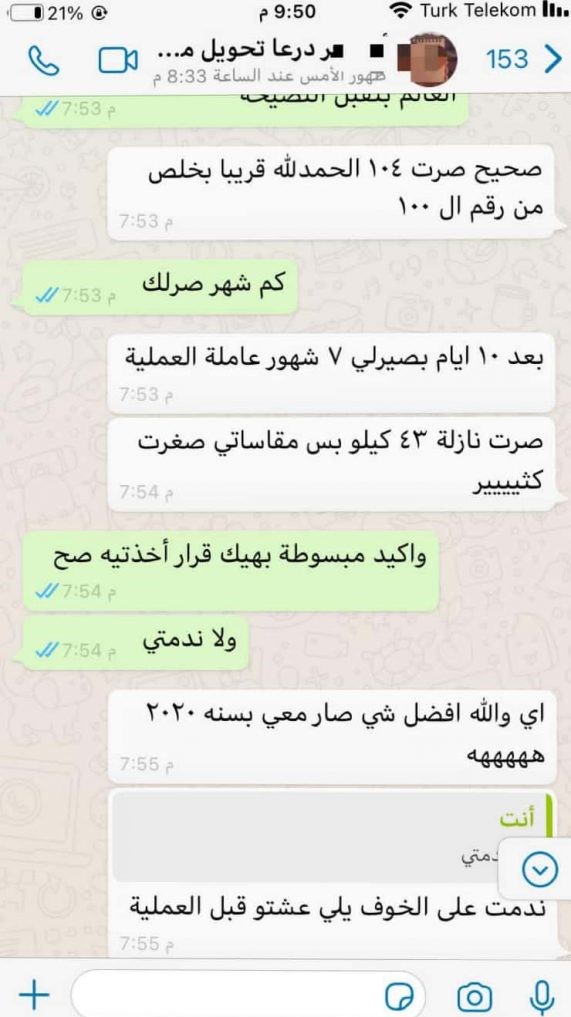 21% م 9:50 Turk Telekom
153 ر درعا تحويل م...
ظهور الأمس عند الساعة 8:33 م
العالم بتقبل النصيحة
7:53 م
صحيح صرت ١٠٤ الحمدلله قريبا بخلص
من رقم ال ١٠٠
7:53 م
كم شهر صرلك
7:53 م
بعد ١٠ ايام بصيرلي ٧ شهور عاملة العملية
7:53 م
صرت نازلة ٤٣ كيلو بس مقاساتي صغرت
كثيييير
7:54 م
واكيد مبسوطة بهيك قرار أخذتيه صح
7:54 م
ولا ندمتي
7:54 م
اي والله افضل شي صار معي بسنه ٢٠٢٠
هههههه
7:55 م
أنت
دمتي
ندمت على الخوف يلي عشتو قبل العملية
7:55 م